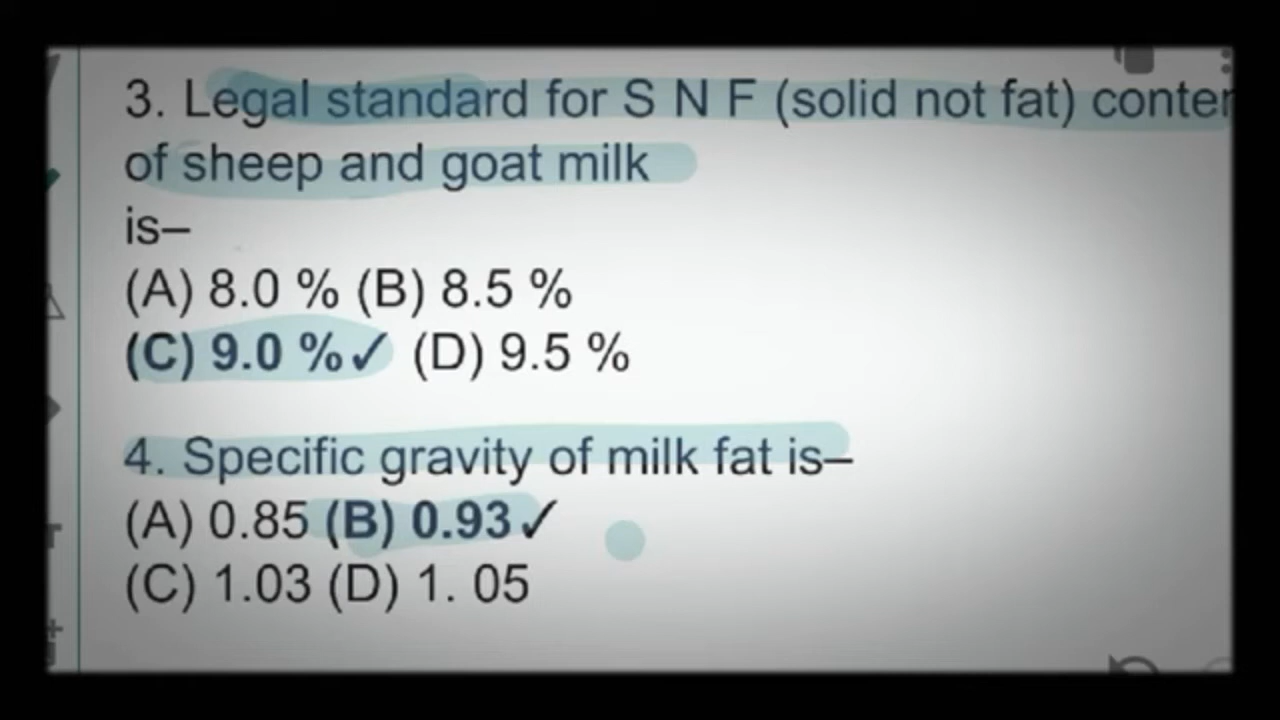 3. Legal standard for S N F (solid not fat)
of sheep and goat milk
is–
(A) 8.0 % (B) 8.5 %
(C) 9.0 %✓ (D) 9.5 %
4. Specific gravity of milk fat is–
(A) 0.85 (B) 0.93✓
(C) 1.03 (D) 1. 05